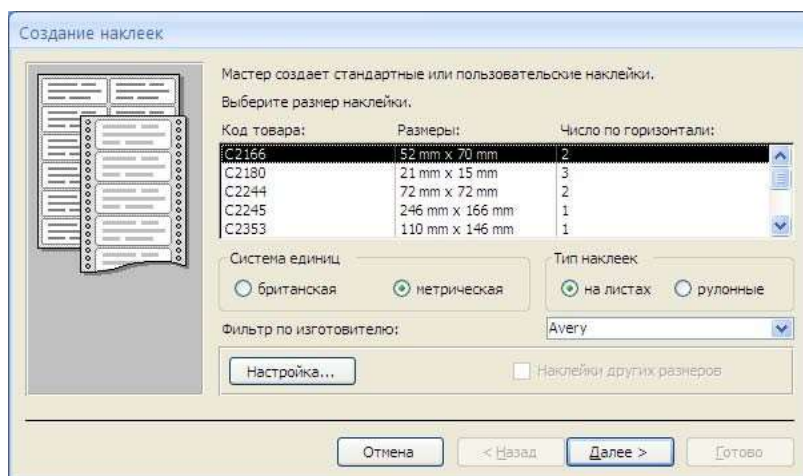 Создание наклеек
Мастер создает стандартные или пользовательские наклейки.
Выберите размер наклейки.
Код товара: Размеры: Число по горизонтали:
C2166 52 mm x 70 mm 2
C2180 21 mm x 15 mm 3
C2244 72 mm x 72 mm 2
C2245 246 mm x 166 mm 1
C2353 110 mm x 146 mm 1
Система единиц Тип наклеек
британская метрическая на листах рулонные
Фильтр по изготовителю: Avery
Настройка... Наклейки других размеров
Отмена < Назад Далее > Готово